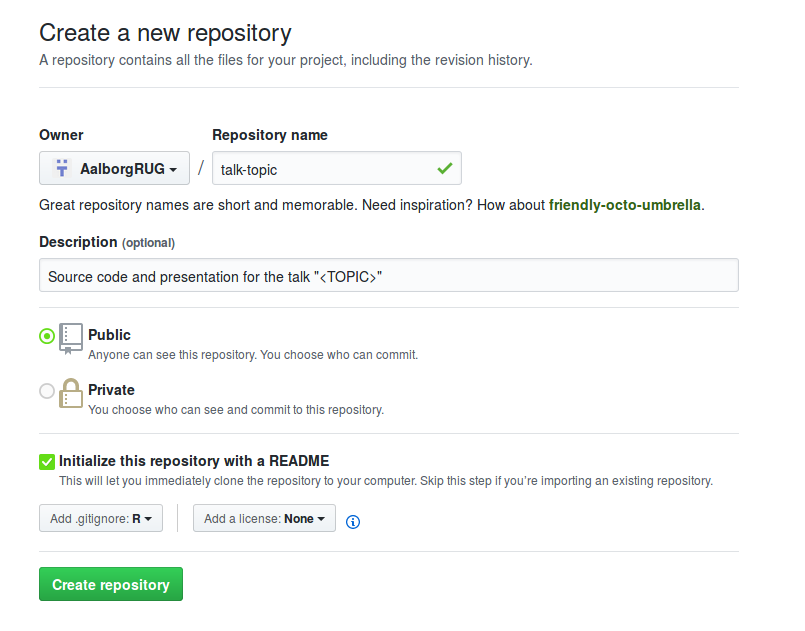 Create a new repository
A repository contains all the files for your project, including the revision history.
Owner Repository name
AalborgRUG / talk-topic
Great repository names are short and memorable. Need inspiration? How about friendly-octo-umbrella.
Description (optional)
Source code and presentation for the talk "<TOPIC>"
Public
Anyone can see this repository. You choose who can commit.
Private
You choose who can see and commit to this repository.
Initialize this repository with a README
This will let you immediately clone the repository to your computer. Skip this step if you're importing an existing repository.
Add .gitignore: R Add a license: None
Create repository